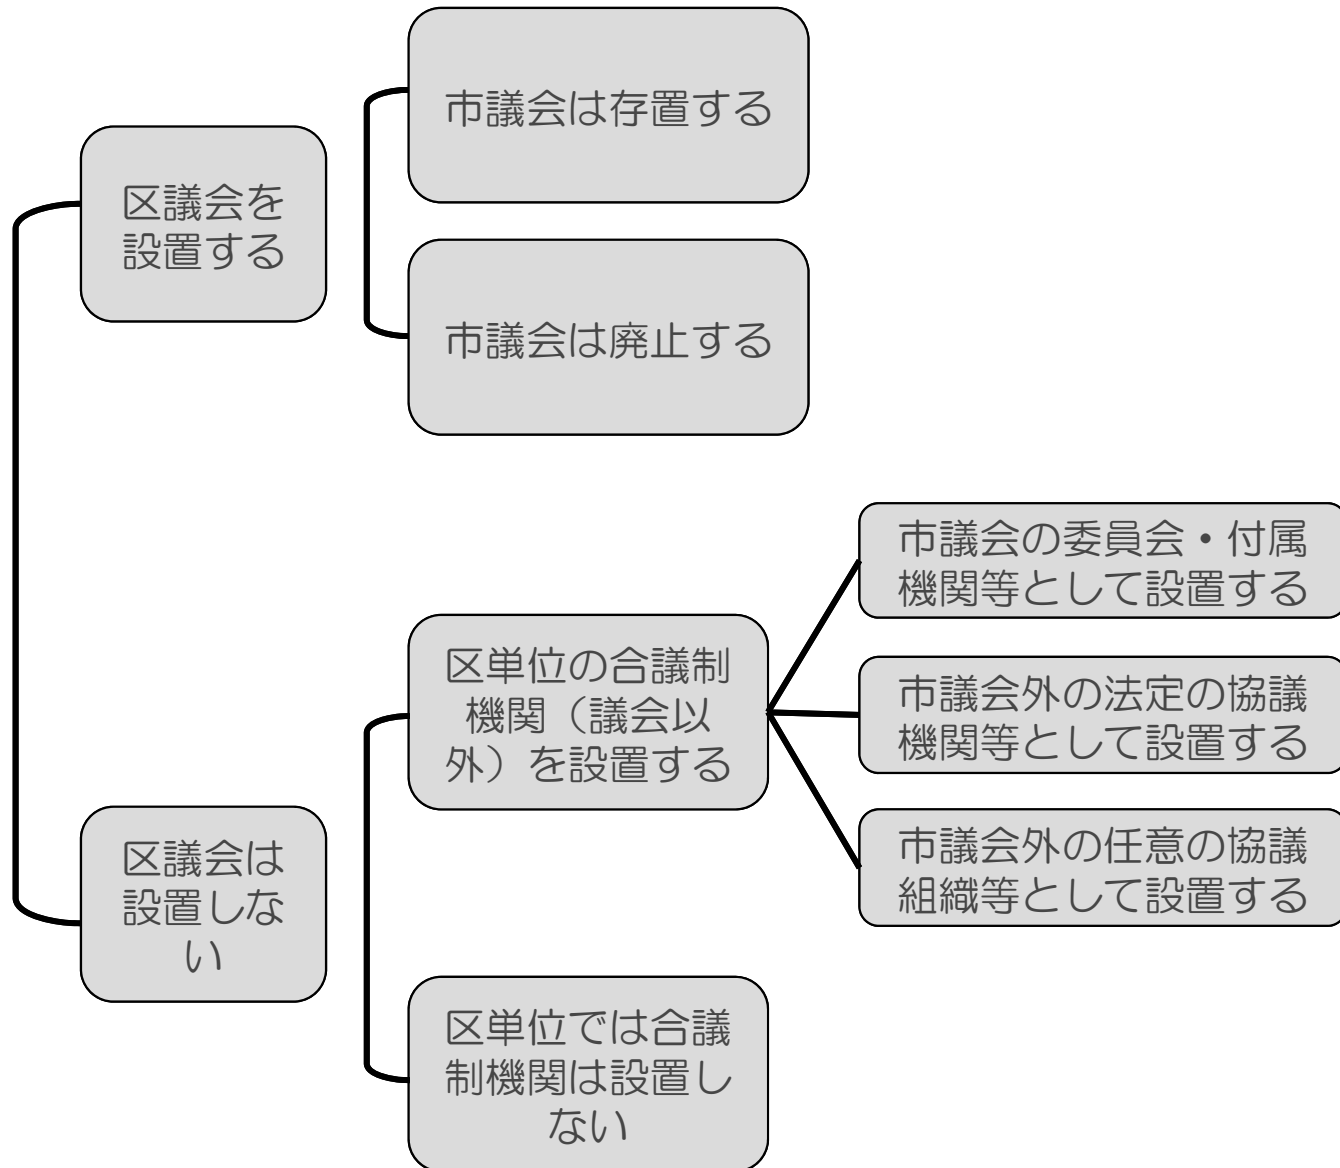 市議会は存置する
区議会を
設置する
市議会は廃止する
市議会の委員会・付属
機関等として設置する
区単位の合議制
機関（議会以
外）を設置する
市議会外の法定の協議
機関等として設置する
区議会は
設置しな
い
市議会外の任意の協議
組織等として設置する
区単位では合議
制機関は設置し
ない